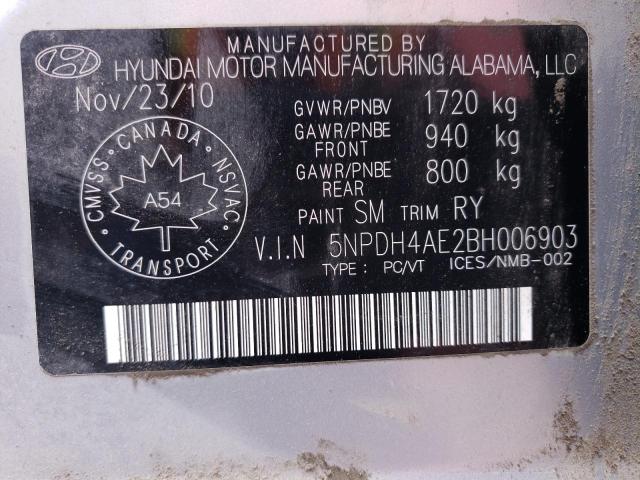 MANUFACTURED BY
HYUNDAI MOTOR MANUFACTURING ALABAMA, LLC
Nov/23/10
GVWR/PNBV 1720 kg
GAWR/PNBE FRONT 940 kg
GAWR/PNBE REAR 800 kg
PAINT SM TRIM RY
CANADA
CMVSS · NSVAC
A54
TRANSPORT
V.I.N 5NPDH4AE2BH006903
TYPE : PC/VT ICES/NMB-002